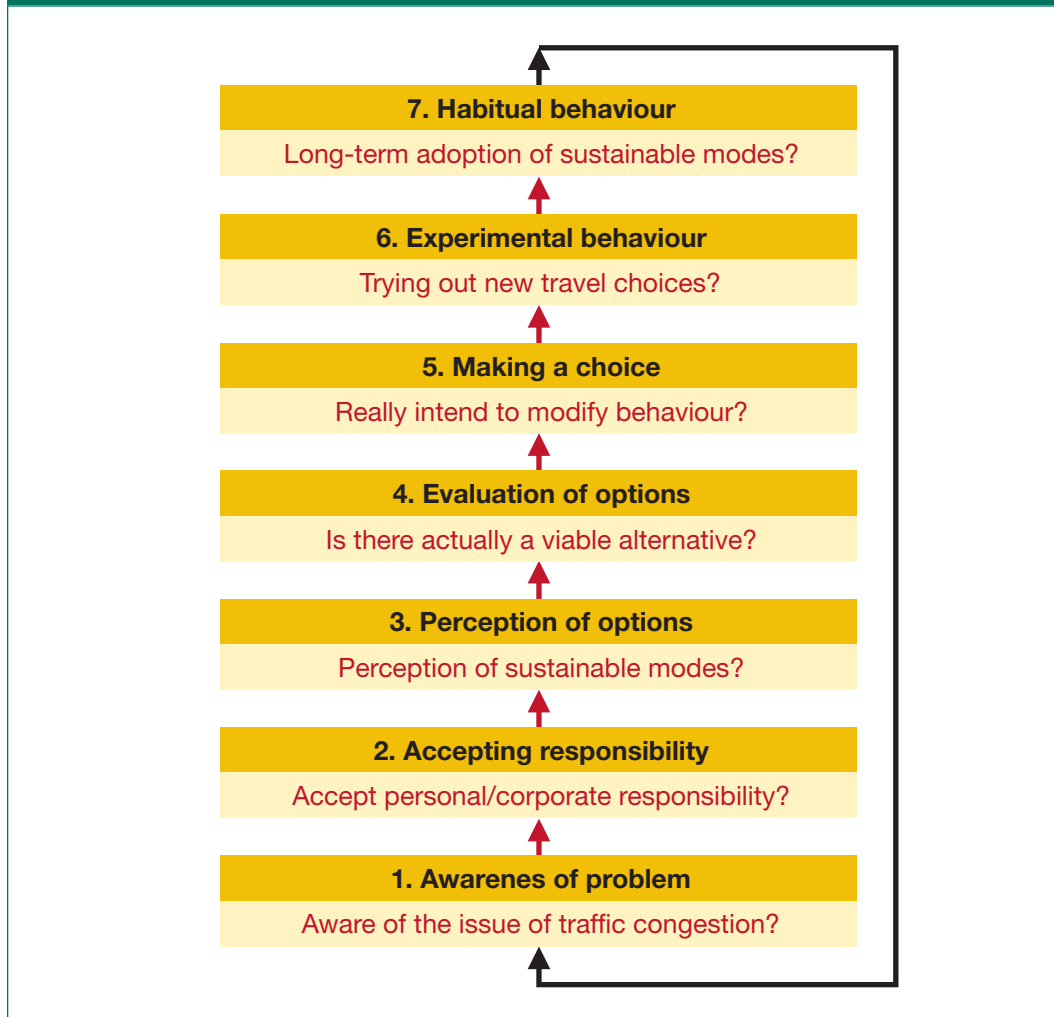 7. Habitual behaviour
Long-term adoption of sustainable modes?
6. Experimental behaviour
Trying out new travel choices?
5. Making a choice
Really intend to modify behaviour?
4. Evaluation of options
Is there actually a viable alternative?
3. Perception of options
Perception of sustainable modes?
2. Accepting responsibility
Accept personal/corporate responsibility?
1. Awarenes of problem
Aware of the issue of traffic congestion?